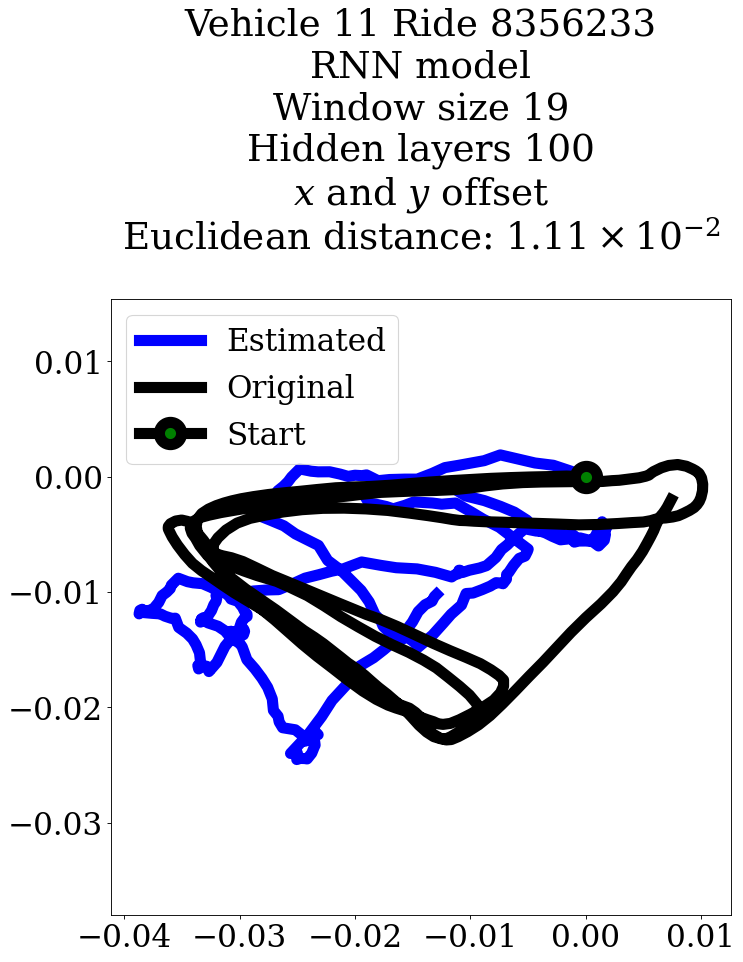 Vehicle 11 Ride 8356233
RNN model
Window size 19
Hidden layers 100
x and y offset
Euclidean distance: 1.11 × 10⁻²
Estimated
Original
Start
0.01
0.00
−0.01
−0.02
−0.03
−0.04 −0.03 −0.02 −0.01 0.00 0.01